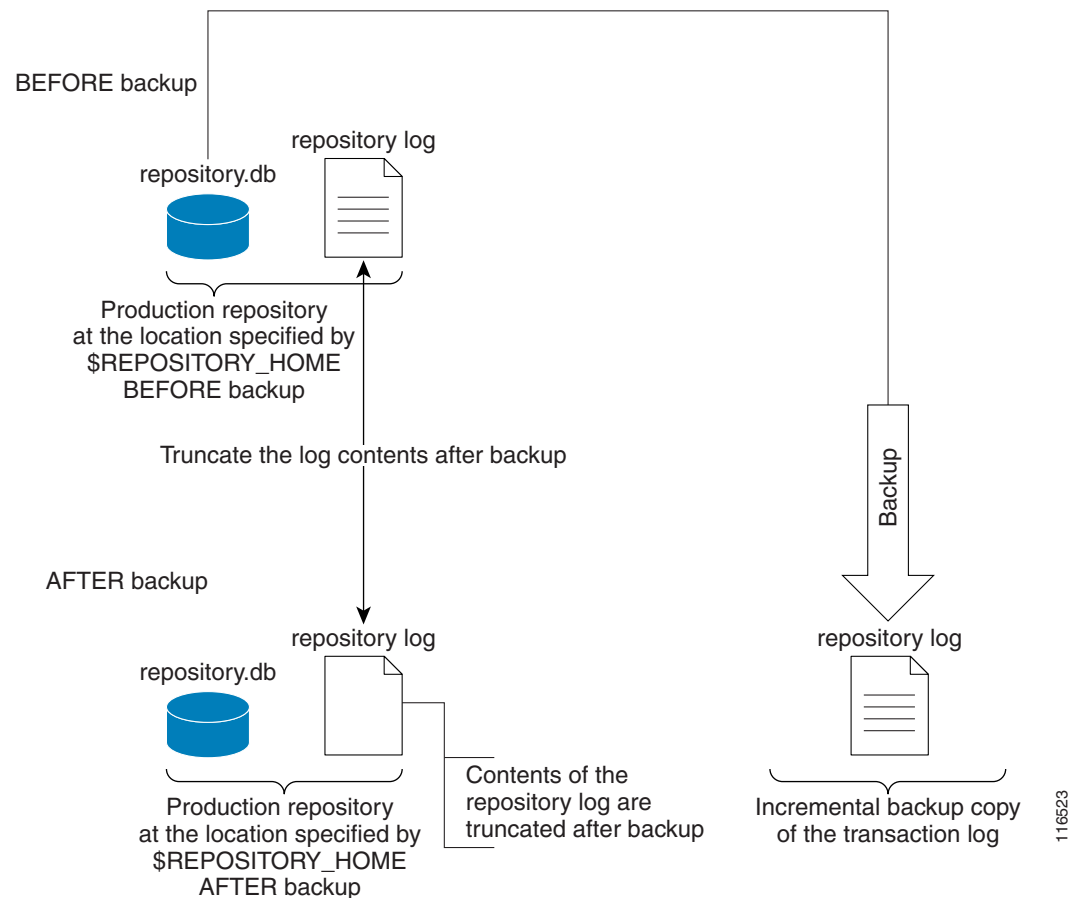 BEFORE backup
repository log
repository.db
Production repository
at the location specified by
$REPOSITORY_HOME
BEFORE backup
Truncate the log contents after backup
Backup
AFTER backup
repository log
repository.db
Contents of the
repository log are
truncated after backup
Production repository
at the location specified by
$REPOSITORY_HOME
AFTER backup
repository log
Incremental backup copy
of the transaction log
116523